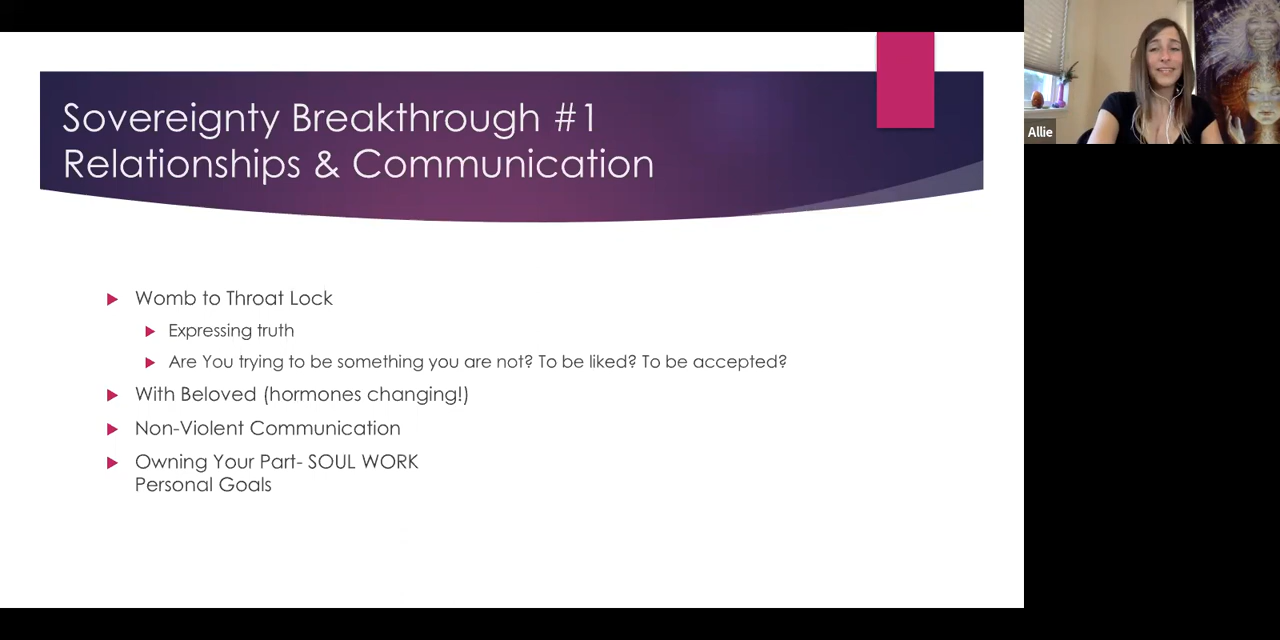 Sovereignty Breakthrough #1
Relationships & Communication
Womb to Throat Lock
Expressing truth
Are You trying to be something you are not? To be liked? To be accepted?
With Beloved (hormones changing!)
Non-Violent Communication
Owning Your Part- SOUL WORK
Personal Goals
Allie